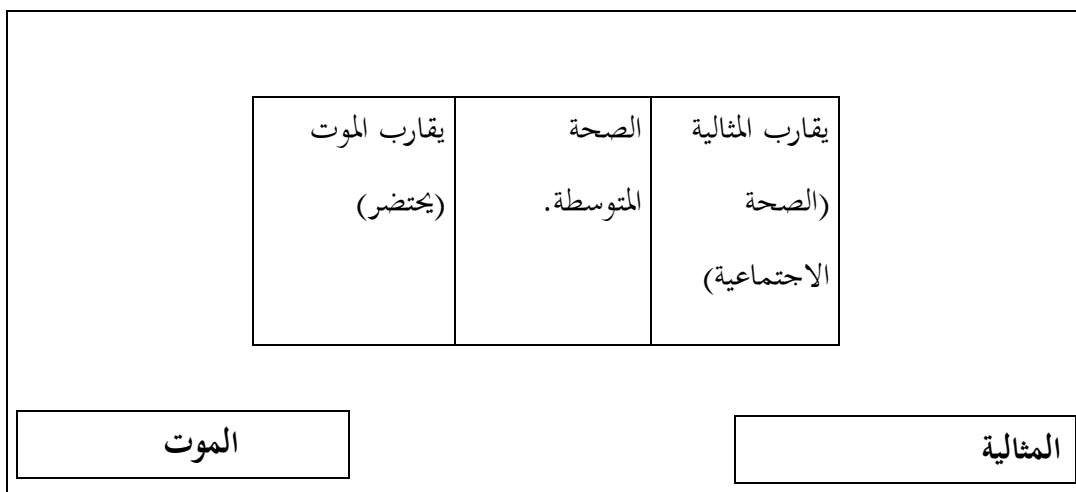 يقارب المثالية
(الصحة
الاجتماعية)
الصحة
المتوسطة.
يقارب الموت
(يحتضر)
المثالية
الموت